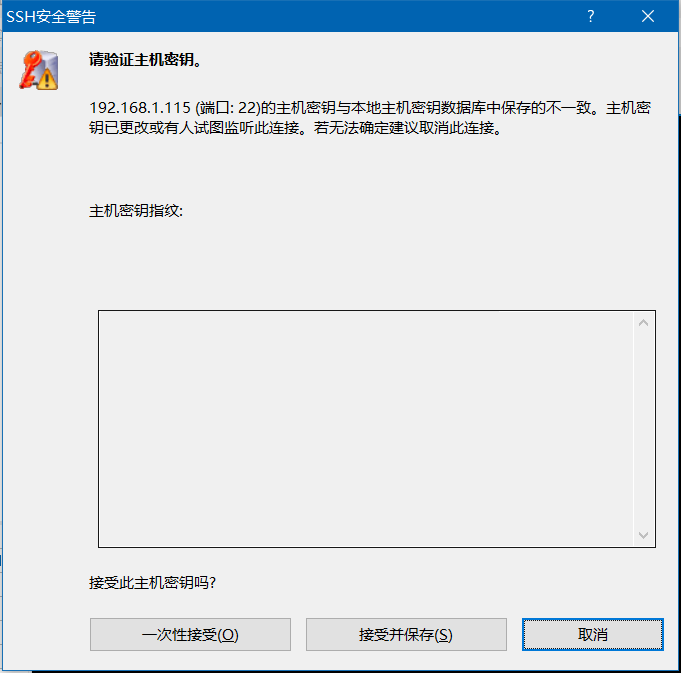 SSH安全警告
请验证主机密钥。
192.168.1.115 (端口: 22)的主机密钥与本地主机密钥数据库中保存的不一致。主机密
钥已更改或有人试图监听此连接。若无法确定建议取消此连接。
主机密钥指纹:
接受此主机密钥吗?
一次性接受(O)
接受并保存(S)
取消